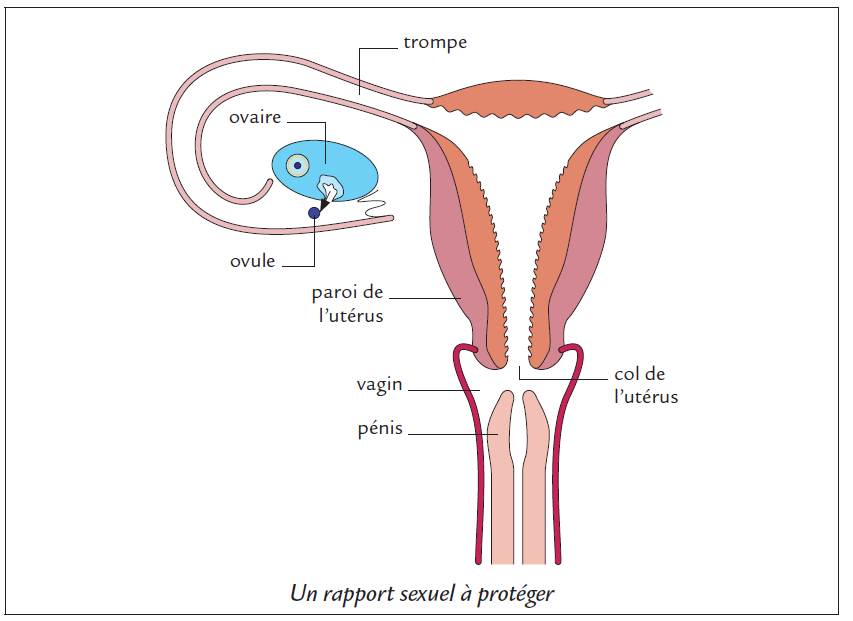 trompe
ovaire
ovule
paroi de
l'utérus
vagin
col de
l'utérus
pénis
Un rapport sexuel à protéger